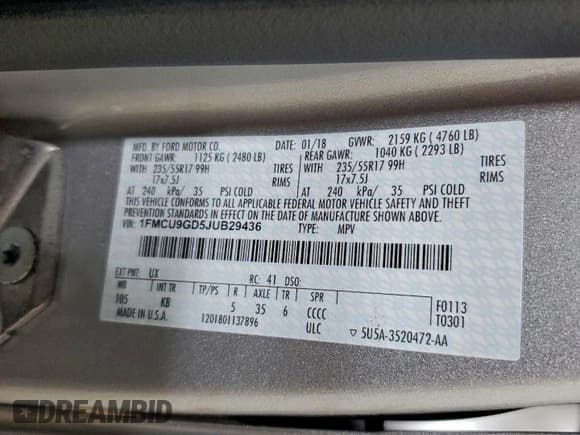 MFD. BY FORD MOTOR CO.
DATE: 01/18 GVWR: 2159 KG ( 4760 LB)
FRONT GAWR: 1125 KG ( 2480 LB) REAR GAWR: 1040 KG ( 2293 LB)
WITH 235/55R17 99H TIRES WITH 235/55R17 99H TIRES
17x7.5J RIMS 17x7.5J RIMS
AT 240 kPa/ 35 PSI COLD AT 240 kPa/ 35 PSI COLD
THIS VEHICLE CONFORMS TO ALL APPLICABLE FEDERAL MOTOR VEHICLE SAFETY AND THEFT
PREVENTION STANDARDS IN EFFECT ON THE DATE OF MANUFACTURE SHOWN ABOVE.
VIN: 1FMCU9GD5JUB29436 TYPE: MPV
EXT PNT: UX RC: 41 DSO: F0113
WB INT TR TP/PS R AXLE TR SPR T0301
105 KB 5 35 6 CCCC
MADE IN U.S.A. 1201801137896 ULC ▽ 5U5A-3520472-AA
DREAMBID